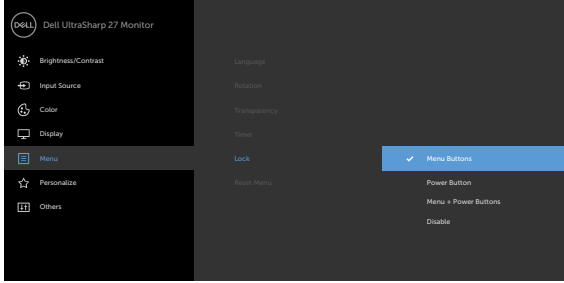 DELL Dell UltraSharp 27 Monitor
Brightness/Contrast
Input Source
Color
Display
Menu
Personalize
Others
Language
Rotation
Transparency
Timer
Lock
Reset Menu
Menu Buttons
Power Button
Menu + Power Buttons
Disable